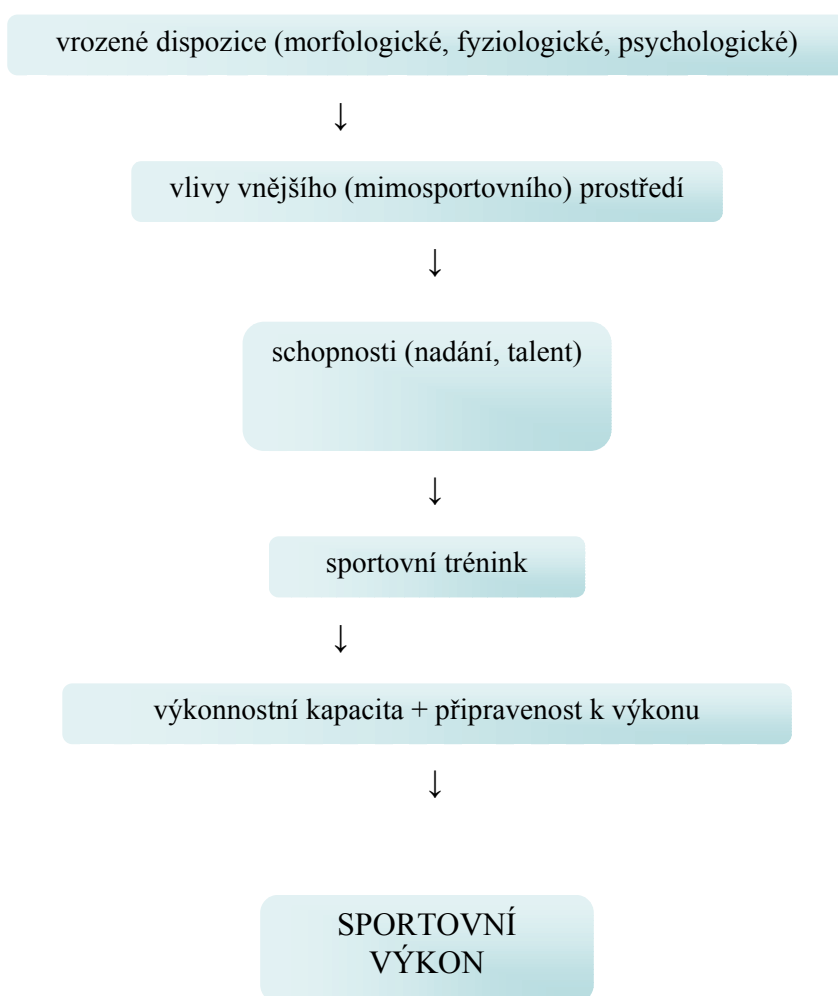 vrozené dispozice (morfologické, fyziologické, psychologické)
↓
vlivy vnějšího (mimosportovního) prostředí
↓
schopnosti (nadání, talent)
↓
sportovní trénink
↓
výkonnostní kapacita + připravenost k výkonu
↓
SPORTOVNÍ
VÝKON